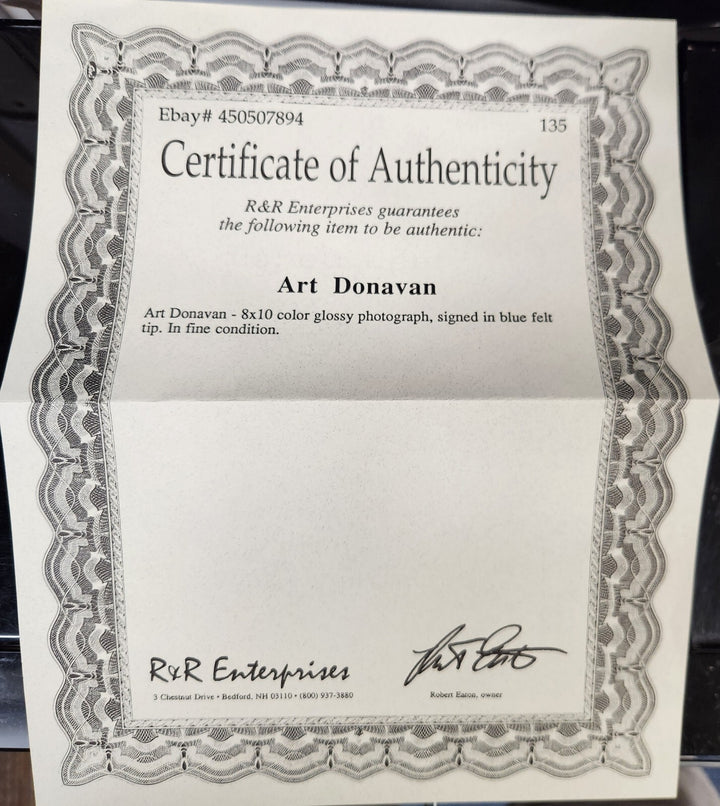 Ebay# 450507894
135
Certificate of Authenticity
R&R Enterprises guarantees
the following item to be authentic:
Art Donavan
Art Donavan - 8x10 color glossy photograph, signed in blue felt
tip. In fine condition.
R&R Enterprises
3 Chestnut Drive • Bedford, NH 03110 • (800) 937-3880
Robert Eaton, owner